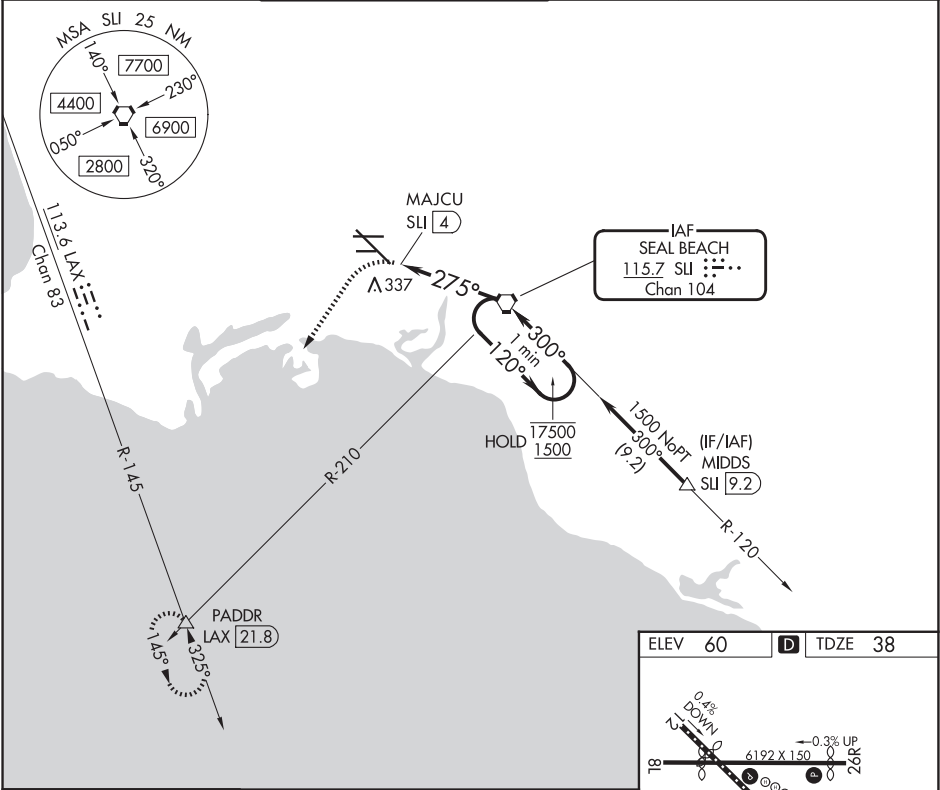 MSA SLI 25 NM
140°
7700
230°
4400
6900
050°
2800
320°
113.6 LAX
Chan 83
MAJCU
SLI 4
337
275°
IAF
SEAL BEACH
115.7 SLI
Chan 104
300°
1 min
120°
HOLD 17500
1500
1500 NoPT
300°
(9.2)
(IF/IAF)
MIDDS
SLI 9.2
R-120
R-145
R-210
PADDR
LAX 21.8
145°
325°
ELEV 60 D TDZE 38
0.4%
DOWN
12
0.3% UP
6192 X 150
8L
26R
P
P